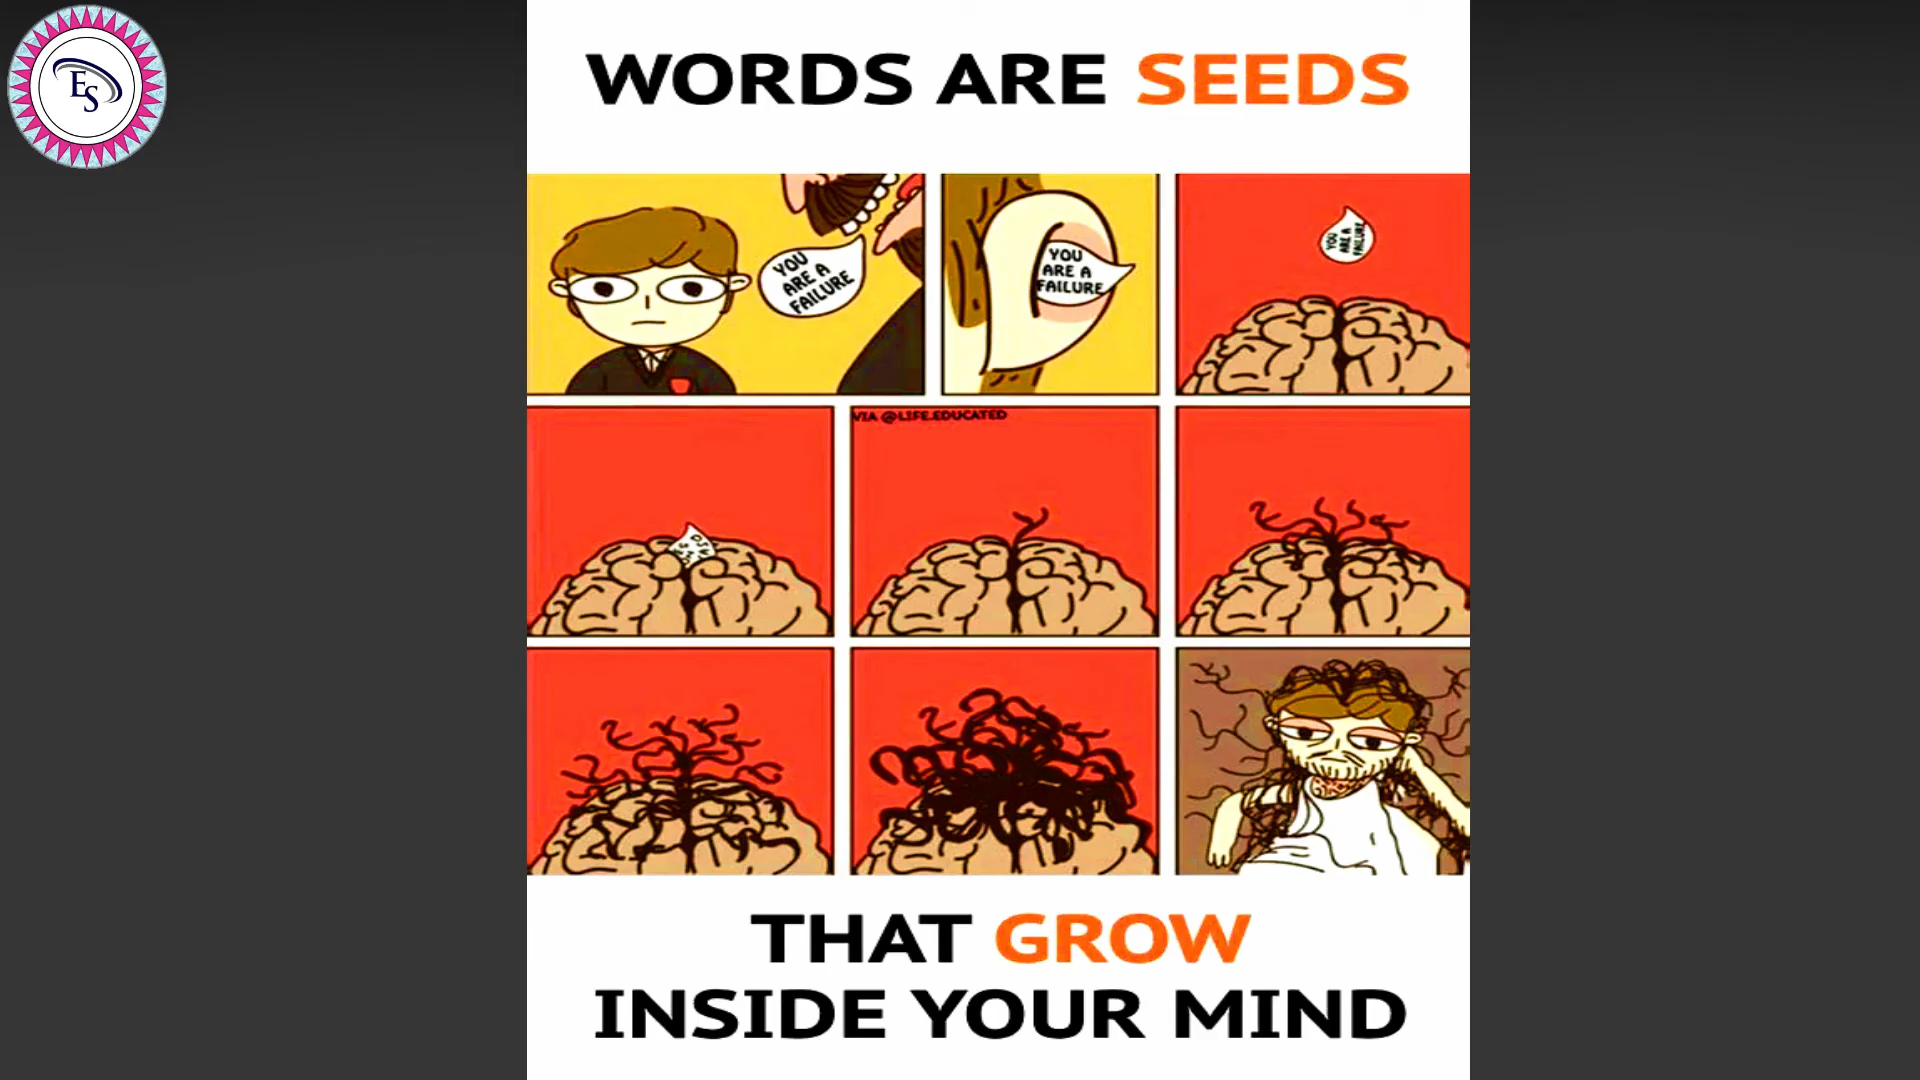 ES
WORDS ARE SEEDS
YOU
ARE A
FAILURE
YOU
ARE A
FAILURE
YOU
ARE A
FAILURE
VIA @LIFE.EDUCATED
THAT GROW
INSIDE YOUR MIND